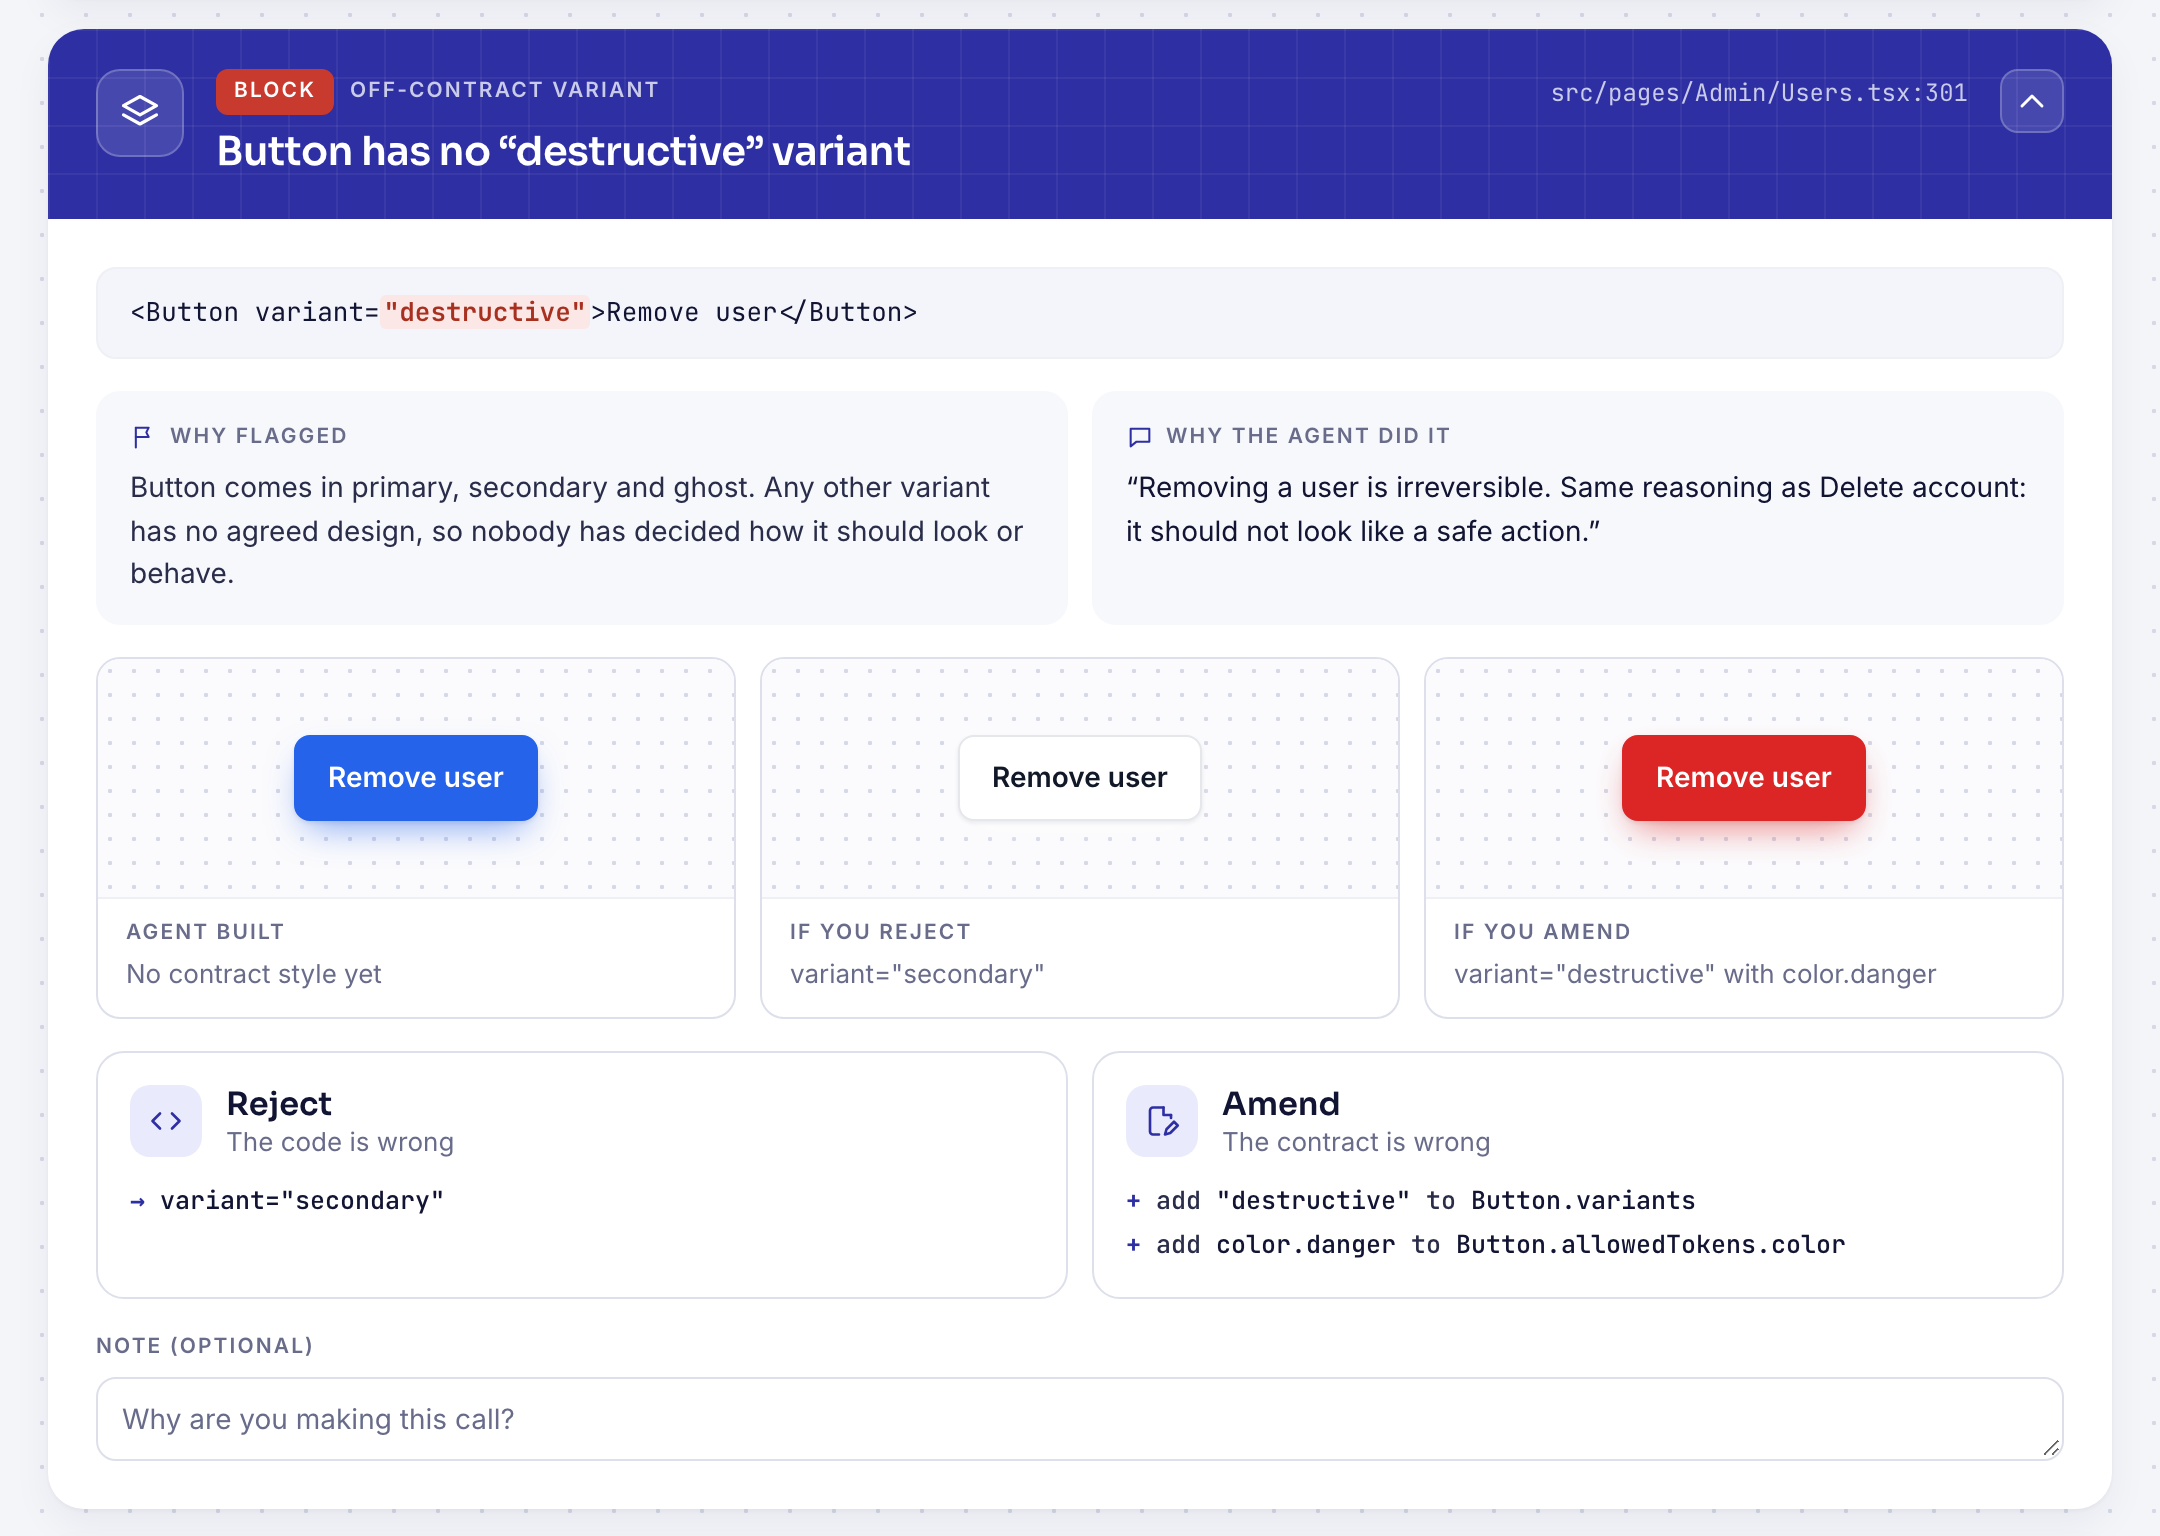 BLOCK OFF-CONTRACT VARIANT
src/pages/Admin/Users.tsx:301
Button has no “destructive” variant
<Button variant="destructive">Remove user</Button>
WHY FLAGGED
Button comes in primary, secondary and ghost. Any other variant
has no agreed design, so nobody has decided how it should look or
behave.
WHY THE AGENT DID IT
“Removing a user is irreversible. Same reasoning as Delete account:
it should not look like a safe action.”
Remove user
AGENT BUILT
No contract style yet
Remove user
IF YOU REJECT
variant="secondary"
Remove user
IF YOU AMEND
variant="destructive" with color.danger
Reject
The code is wrong
→ variant="secondary"
Amend
The contract is wrong
+ add "destructive" to Button.variants
+ add color.danger to Button.allowedTokens.color
NOTE (OPTIONAL)
Why are you making this call?